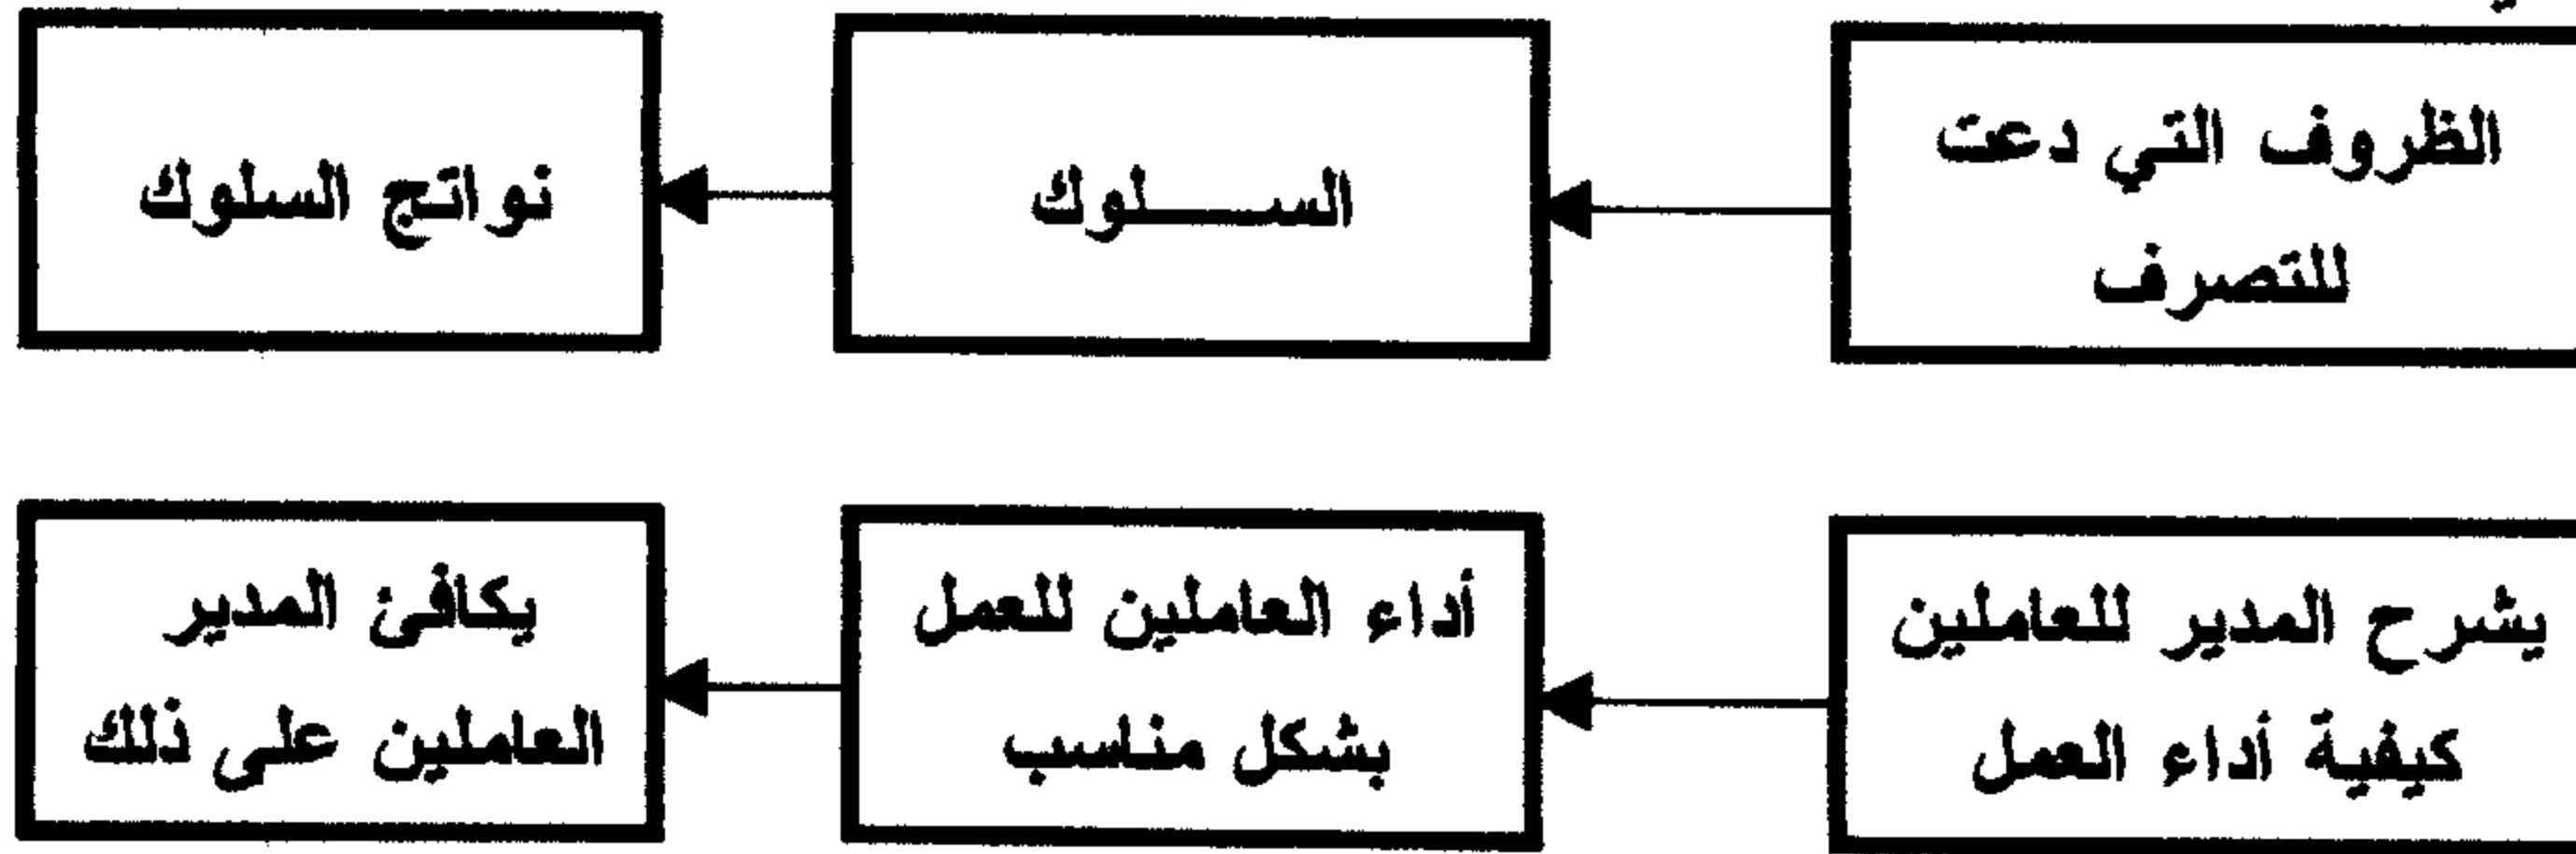 الظروف التي دعت
للتصرف
الســـــلوك
نواتج السلوك
يشرح المدير للعاملين
كيفية أداء العمل
أداء العاملين للعمل
بشكل مناسب
يكافئ المدير
العاملين على ذلك